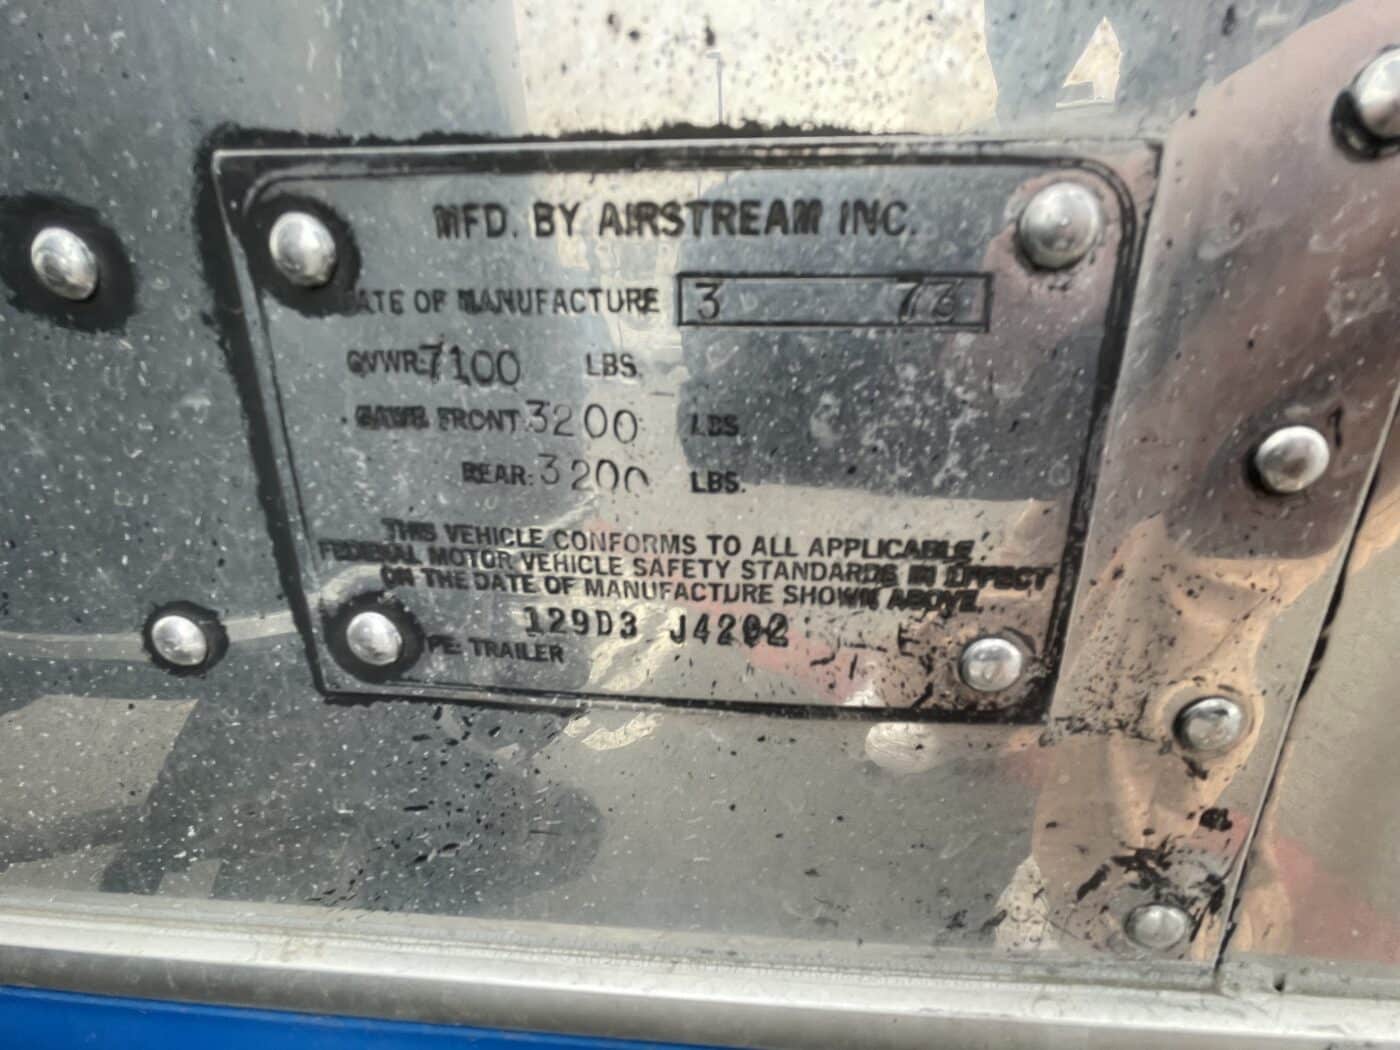 MFD. BY AIRSTREAM INC.
ATE OF MANUFACTURE 3 73
GVWR 7100 LBS.
GAWR FRONT 3200 LBS
REAR: 3200 LBS.
THIS VEHICLE CONFORMS TO ALL APPLICABLE
FEDERAL MOTOR VEHICLE SAFETY STANDARDS IN EFFECT
ON THE DATE OF MANUFACTURE SHOWN ABOVE.
129D3 J4202
PE: TRAILER